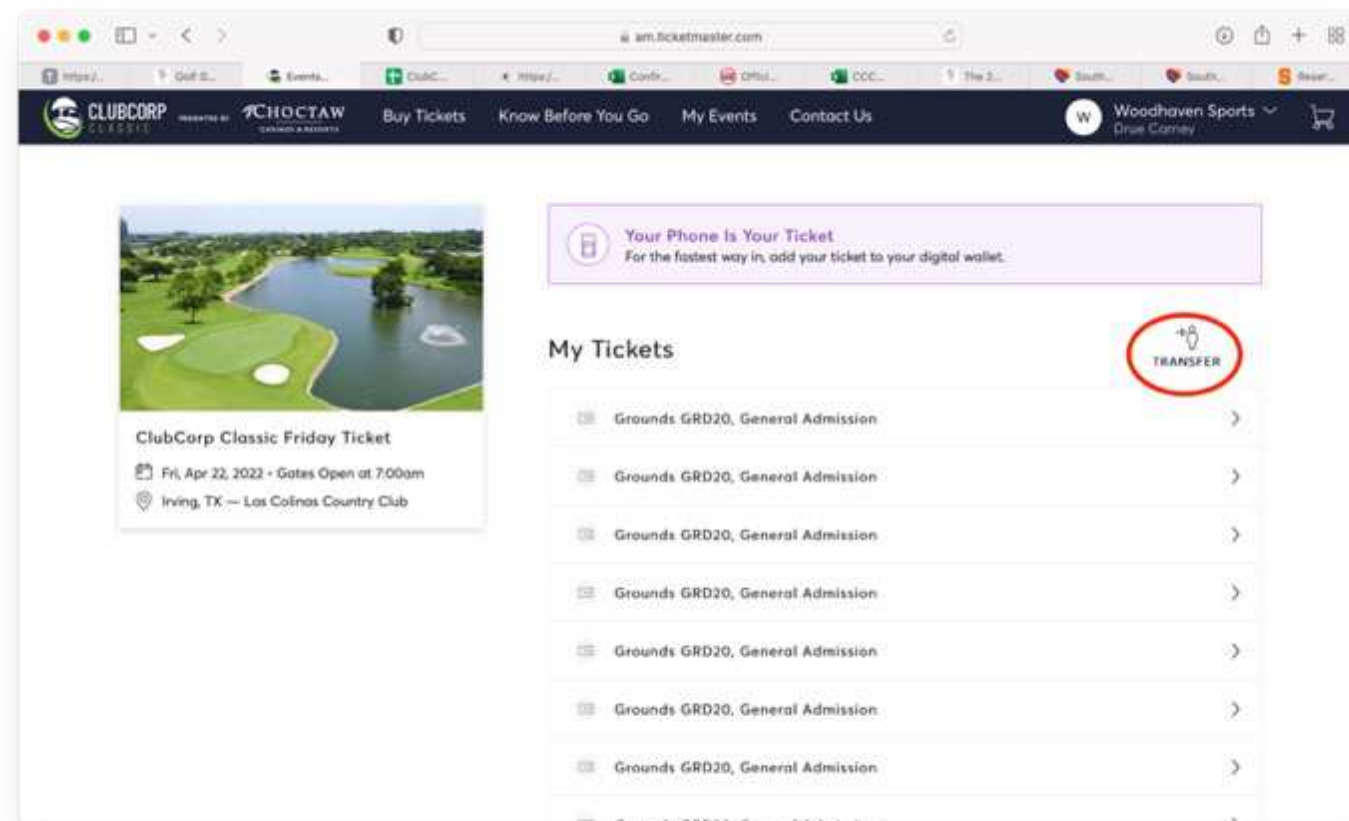 am.ticketmaster.com
Events...
CCC...
CLUBCORP
CLASSIC
CHOCTAW
Buy Tickets
Know Before You Go
My Events
Contact Us
W
Woodhaven Sports
Drue Carney
Your Phone Is Your Ticket
For the fastest way in, add your ticket to your digital wallet.
My Tickets
TRANSFER
ClubCorp Classic Friday Ticket
Fri, Apr 22, 2022 • Gates Open at 7:00am
Irving, TX — Las Colinas Country Club
Grounds GRD20, General Admission
Grounds GRD20, General Admission
Grounds GRD20, General Admission
Grounds GRD20, General Admission
Grounds GRD20, General Admission
Grounds GRD20, General Admission
Grounds GRD20, General Admission